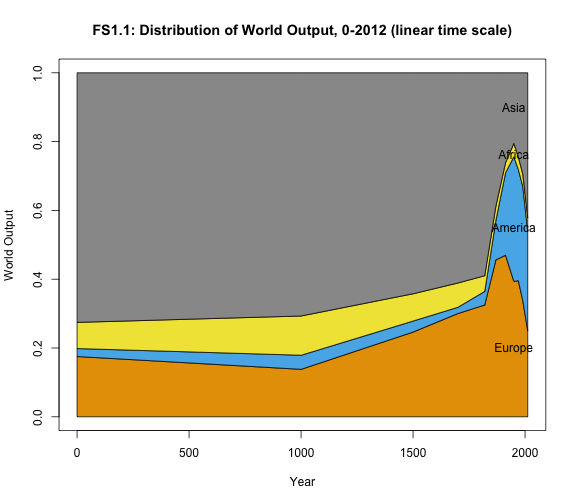 FS1.1: Distribution of World Output, 0-2012 (linear time scale)
1.0
0.8
0.6
0.4
0.2
0.0
World Output
Asia
Africa
America
Europe
0 500 1000 1500 2000
Year